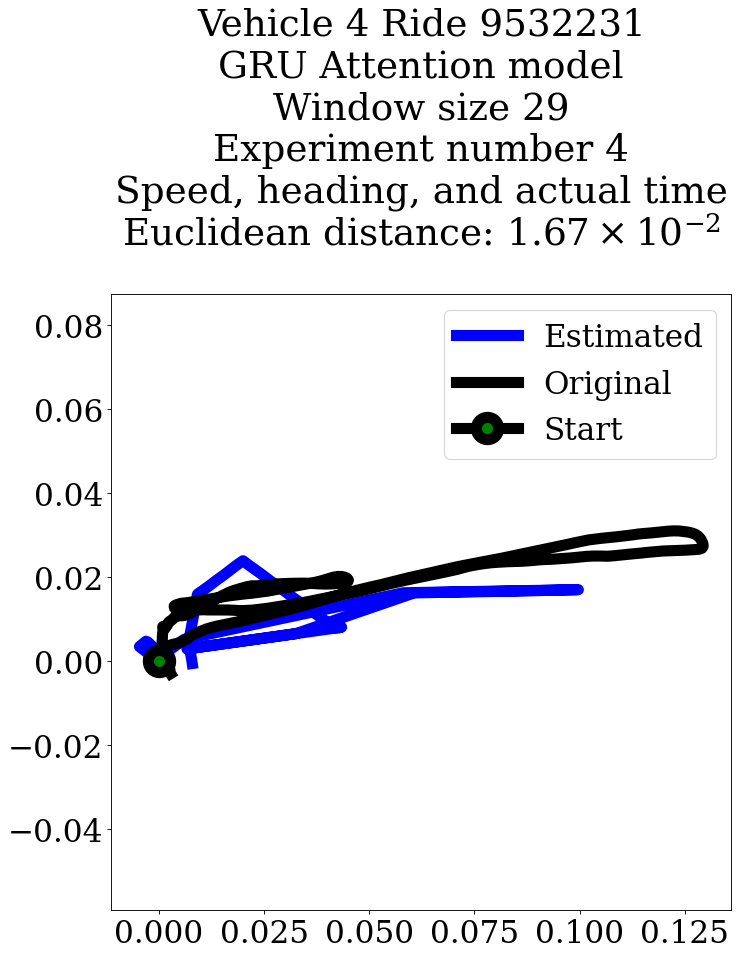 Vehicle 4 Ride 9532231
GRU Attention model
Window size 29
Experiment number 4
Speed, heading, and actual time
Euclidean distance: 1.67 × 10⁻²
Estimated
Original
Start
0.08
0.06
0.04
0.02
0.00
−0.02
−0.04
0.000 0.025 0.050 0.075 0.100 0.125